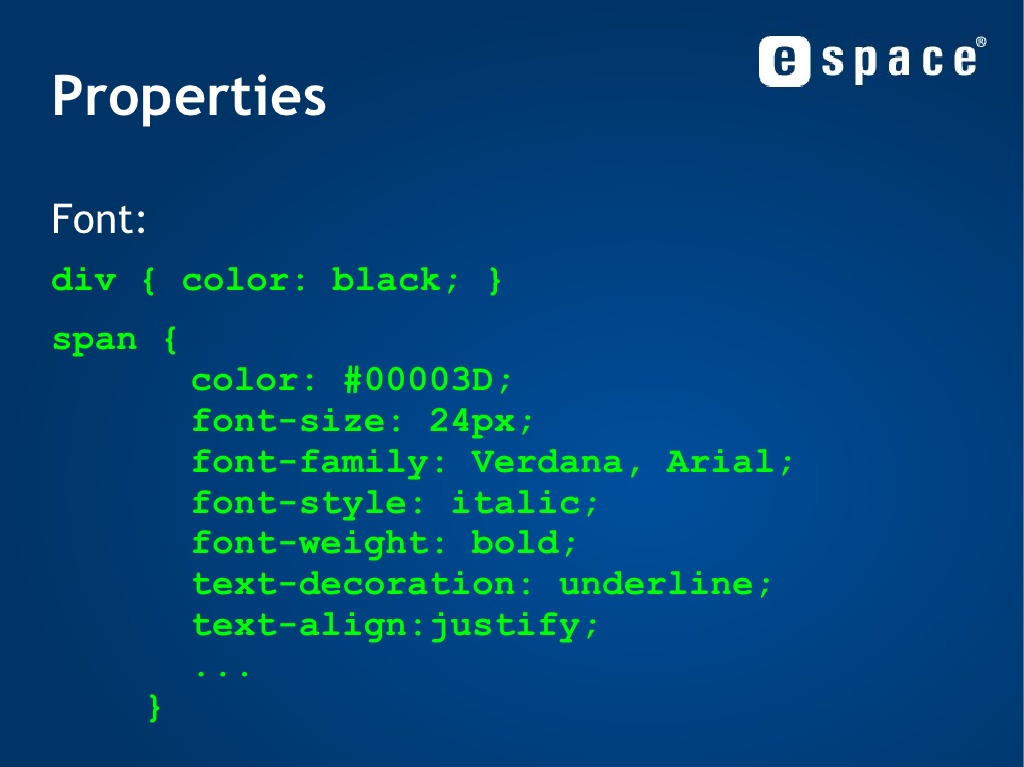 e space®
Properties
Font:
div { color: black; }
span {
color: #00003D;
font-size: 24px;
font-family: Verdana, Arial;
font-style: italic;
font-weight: bold;
text-decoration: underline;
text-align:justify;
...
}